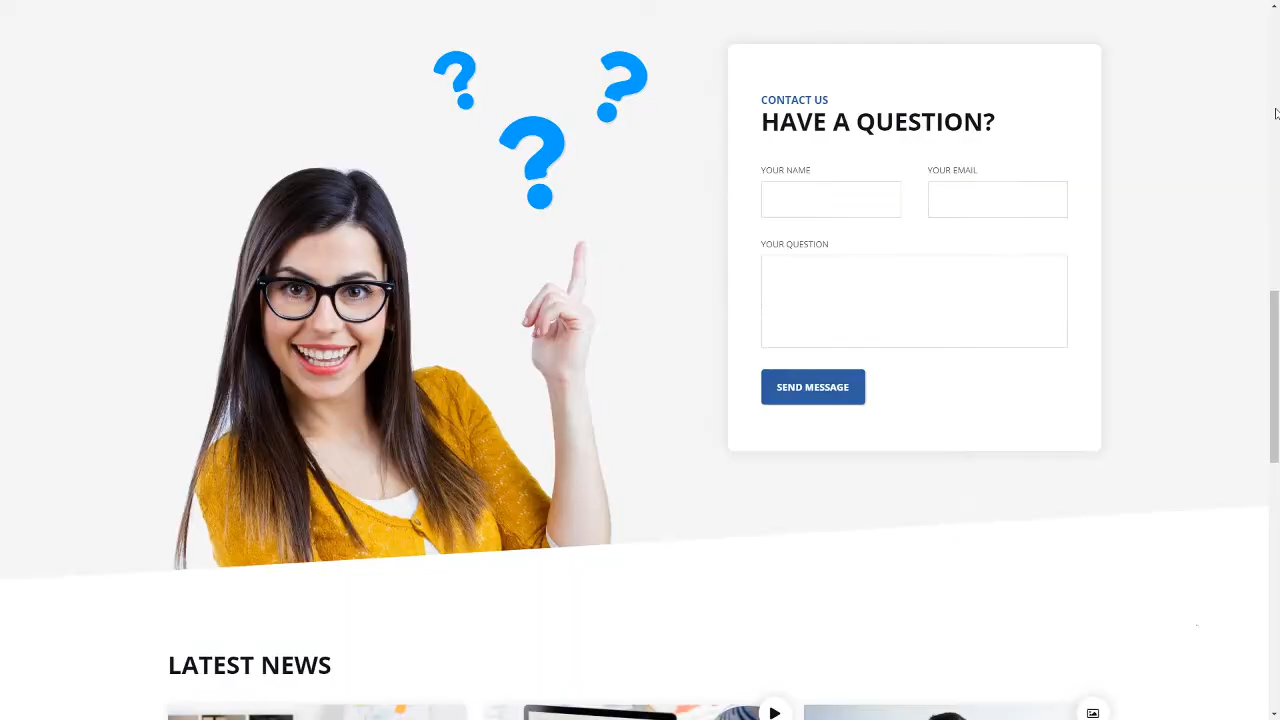 ? ? ?
CONTACT US
HAVE A QUESTION?
YOUR NAME YOUR EMAIL
YOUR QUESTION
SEND MESSAGE
LATEST NEWS